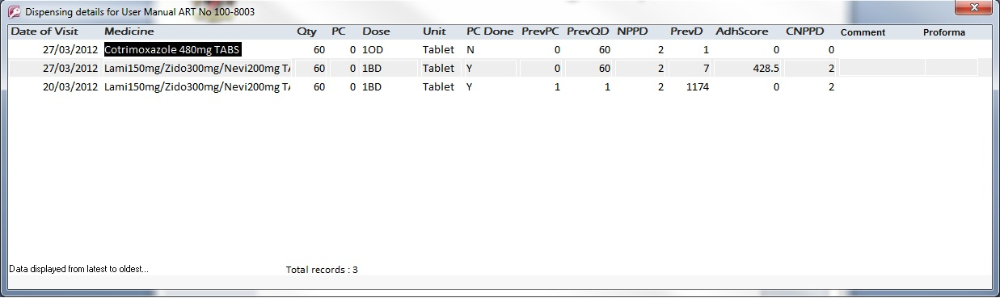 Dispensing details for User Manual ART No 100-8003
Date of Visit Medicine Qty PC Dose Unit PC Done PrevPC PrevQD NPPD PrevD AdhScore CNPPD Comment Proforma
27/03/2012 Cotrimoxazole 480mg TABS 60 0 1OD Tablet N 0 60 2 1 0 0
27/03/2012 Lami150mg/Zido300mg/Nevi200mg TA 60 0 1BD Tablet Y 0 60 2 7 428.5 2
20/03/2012 Lami150mg/Zido300mg/Nevi200mg TA 60 0 1BD Tablet Y 1 1 2 1174 0 2
Data displayed from latest to oldest... Total records : 3